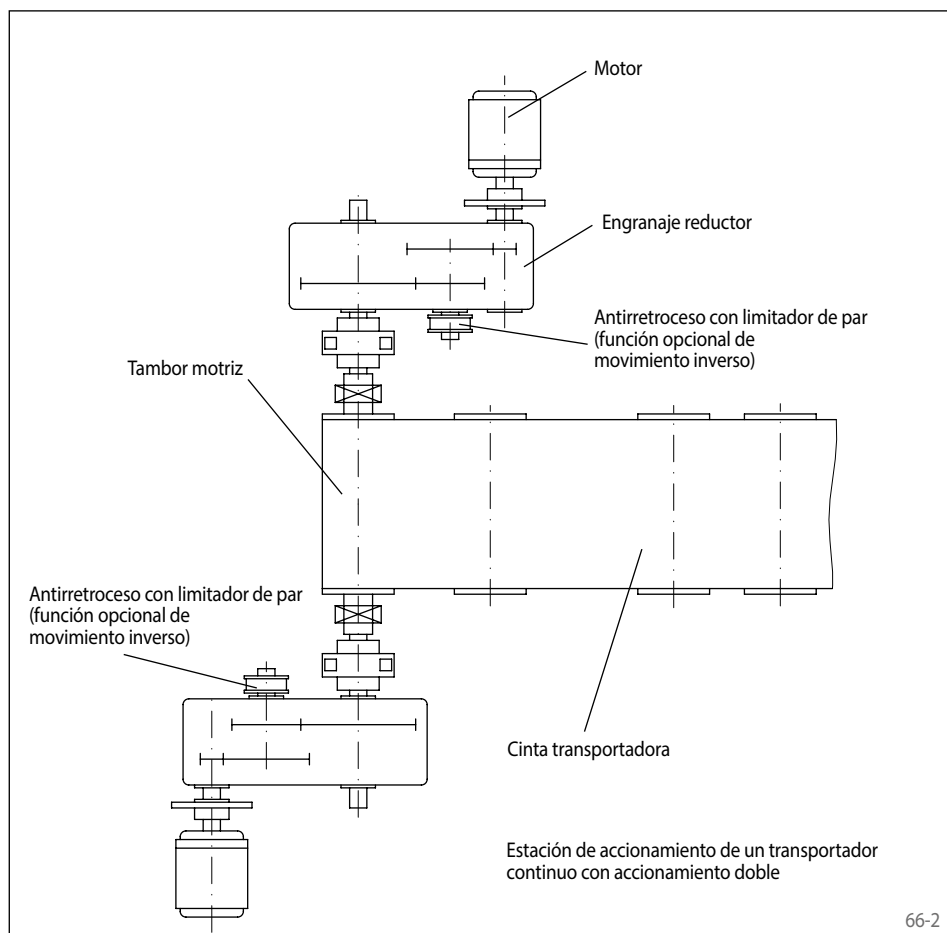 Motor
Engranaje reductor
Antirretroceso con limitador de par
(función opcional de
movimiento inverso)
Tambor motriz
Antirretroceso con limitador de par
(función opcional de
movimiento inverso)
Cinta transportadora
Estación de accionamiento de un transportador
continuo con accionamiento doble
66-2